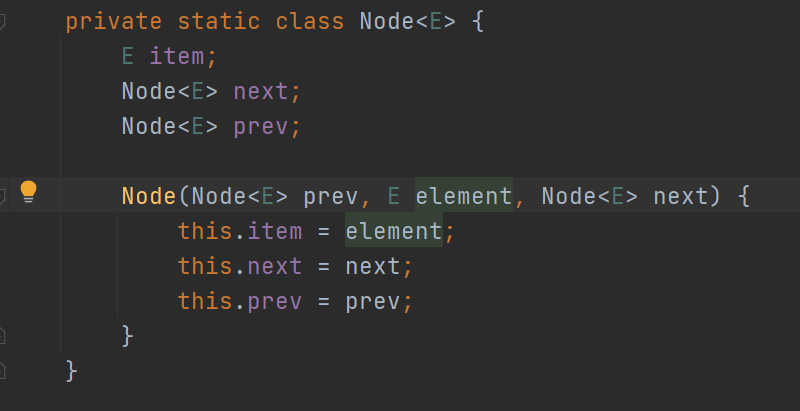 private static class Node<E> {
E item;
Node<E> next;
Node<E> prev;
Node(Node<E> prev, E element, Node<E> next) {
this.item = element;
this.next = next;
this.prev = prev;
}
}